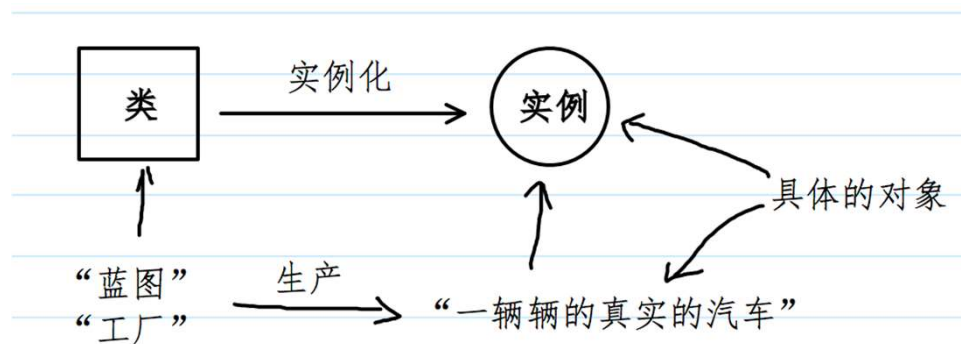 类
实例化
实例
具体的对象
“蓝图”
“工厂”
生产
“一辆辆的真实的汽车”